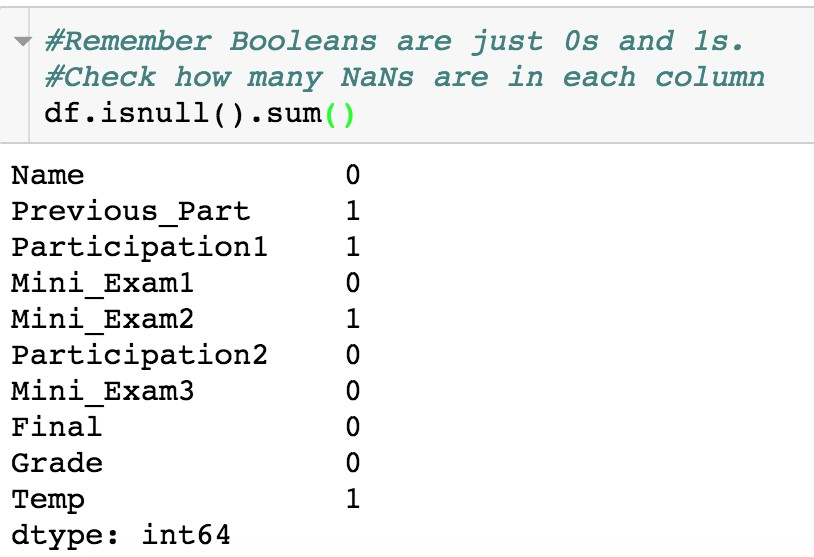 #Remember Booleans are just 0s and 1s.
#Check how many NaNs are in each column
df.isnull().sum()
Name 0
Previous_Part 1
Participation1 1
Mini_Exam1 0
Mini_Exam2 1
Participation2 0
Mini_Exam3 0
Final 0
Grade 0
Temp 1
dtype: int64